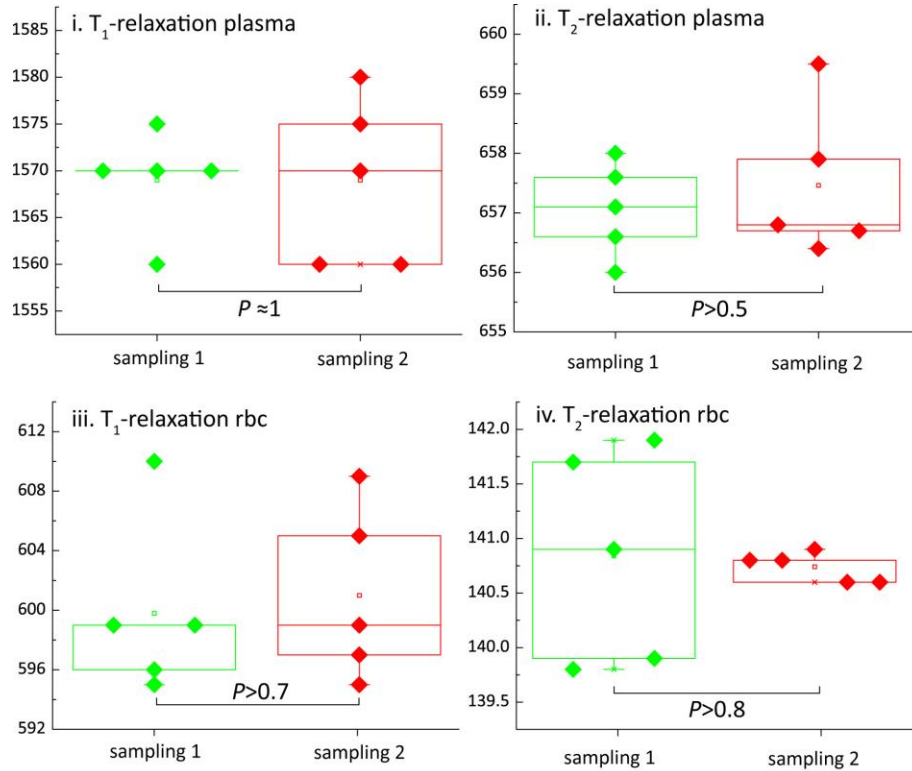 i. T₁-relaxation plasma
1585
1580
1575
1570
1565
1560
1555
P ≈1
sampling 1
sampling 2
ii. T₂-relaxation plasma
660
659
658
657
656
655
P>0.5
sampling 1
sampling 2
iii. T₁-relaxation rbc
612
608
604
600
596
592
P>0.7
sampling 1
sampling 2
iv. T₂-relaxation rbc
142.0
141.5
141.0
140.5
140.0
139.5
P>0.8
sampling 1
sampling 2